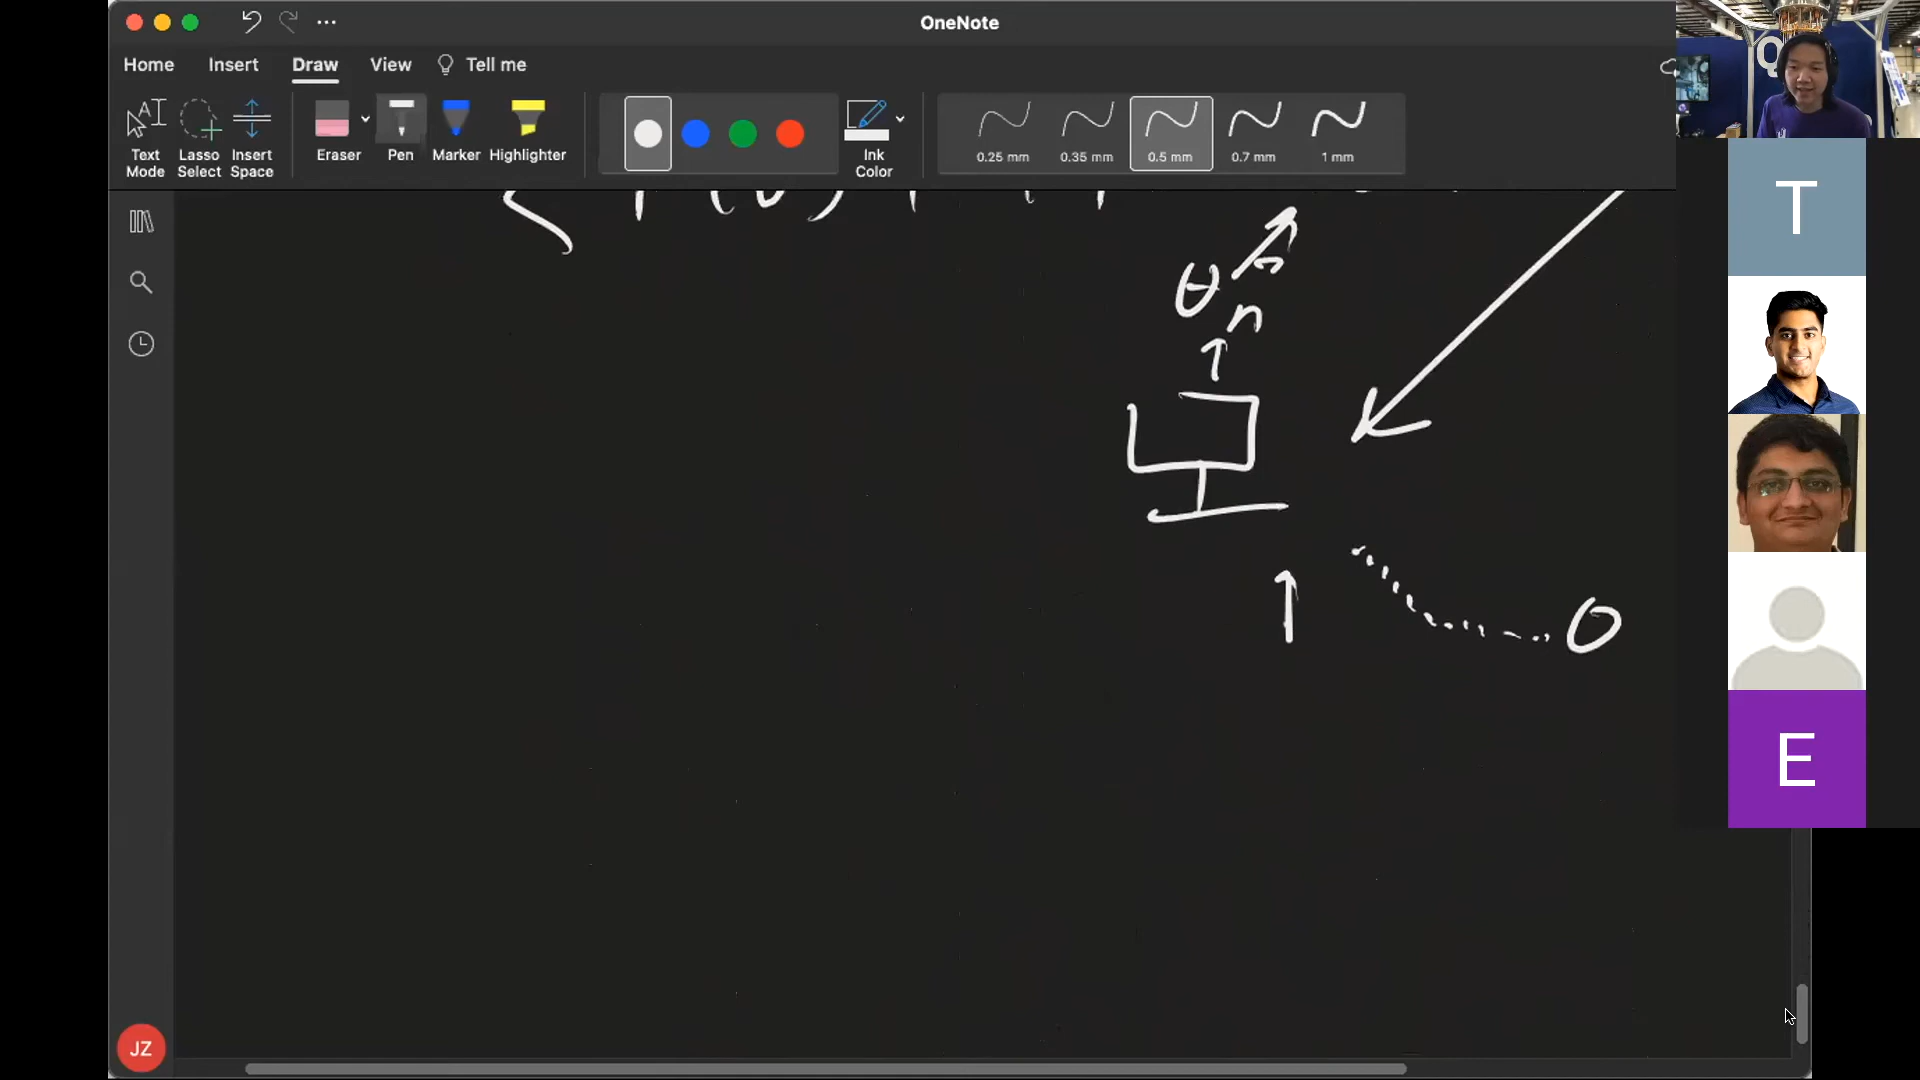 OneNote
Home Insert Draw View Tell me
Text Mode
Lasso Select
Insert Space
Eraser
Pen
Marker
Highlighter
Ink Color
0.25 mm
0.35 mm
0.5 mm
0.7 mm
1 mm
Q
T
θn
0
E
JZ